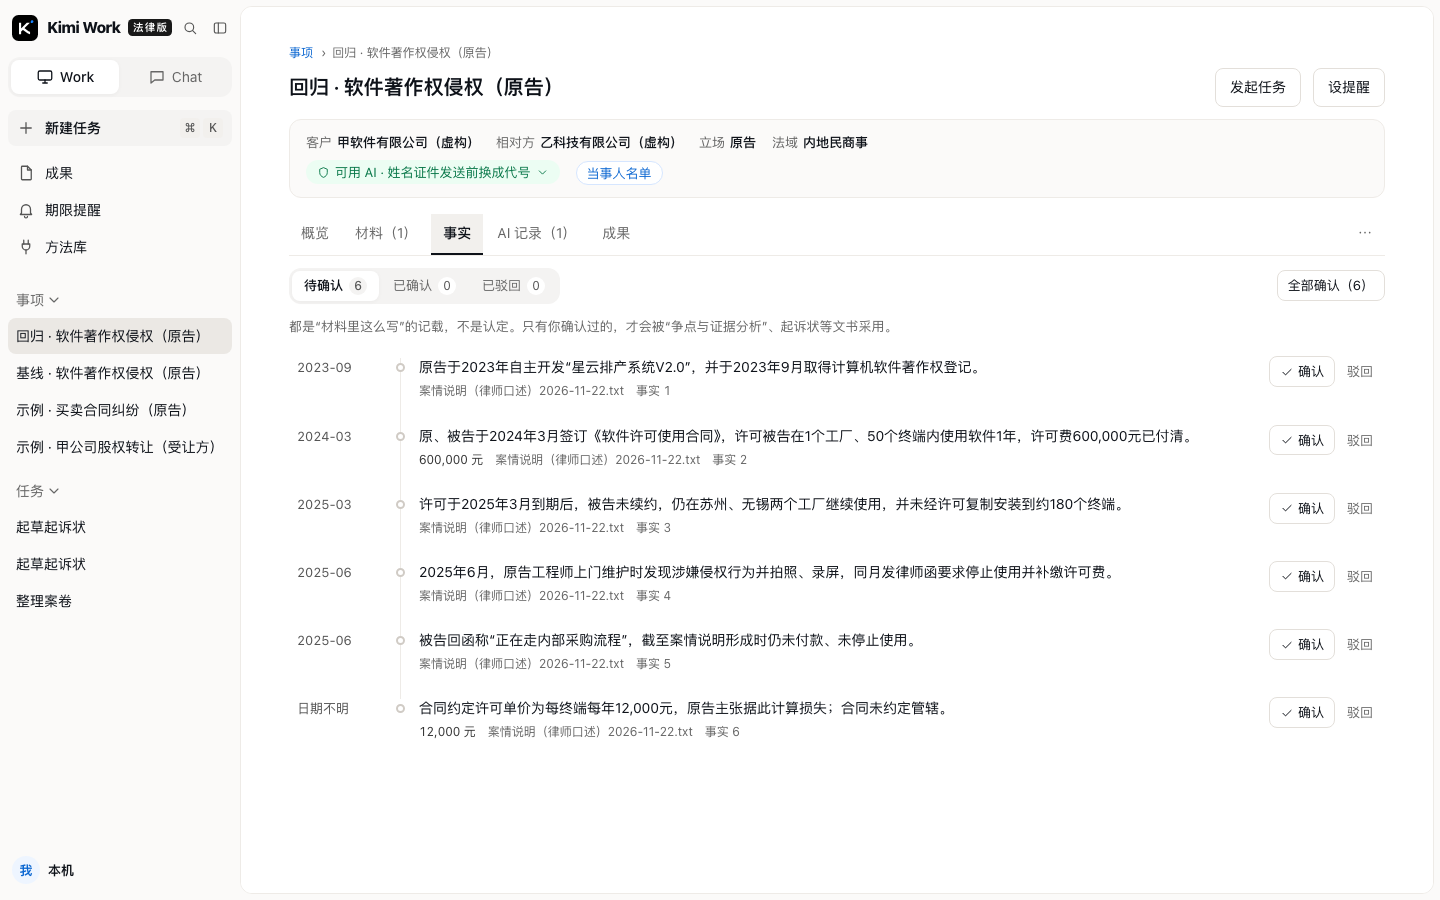 Kimi Work 法律版
Work Chat
新建任务 ⌘ K
成果
期限提醒
方法库
事项
回归 · 软件著作权侵权（原告）
基线 · 软件著作权侵权（原告）
示例 · 买卖合同纠纷（原告）
示例 · 甲公司股权转让（受让方）
任务
起草起诉状
起草起诉状
整理案卷
我 本机
事项 › 回归 · 软件著作权侵权（原告）
回归 · 软件著作权侵权（原告）
发起任务 设提醒
客户 甲软件有限公司（虚构） 相对方 乙科技有限公司（虚构） 立场 原告 法域 内地民商事
可用 AI · 姓名证件发送前换成代号 当事人名单
概览 材料（1） 事实 AI 记录（1） 成果 ···
待确认 6 已确认 0 已驳回 0 全部确认（6）
都是“材料里这么写”的记载，不是认定。只有你确认过的，才会被“争点与证据分析”、起诉状等文书采用。
2023-09 原告于2023年自主开发“星云排产系统V2.0”，并于2023年9月取得计算机软件著作权登记。 确认 驳回
案情说明（律师口述）2026-11-22.txt 事实 1
2024-03 原、被告于2024年3月签订《软件许可使用合同》，许可被告在1个工厂、50个终端内使用软件1年，许可费600,000元已付清。 确认 驳回
600,000 元 案情说明（律师口述）2026-11-22.txt 事实 2
2025-03 许可于2025年3月到期后，被告未续约，仍在苏州、无锡两个工厂继续使用，并未经许可复制安装到约180个终端。 确认 驳回
案情说明（律师口述）2026-11-22.txt 事实 3
2025-06 2025年6月，原告工程师上门维护时发现涉嫌侵权行为并拍照、录屏，同月发律师函要求停止使用并补缴许可费。 确认 驳回
案情说明（律师口述）2026-11-22.txt 事实 4
2025-06 被告回函称“正在走内部采购流程”，截至案情说明形成时仍未付款、未停止使用。 确认 驳回
案情说明（律师口述）2026-11-22.txt 事实 5
日期不明 合同约定许可单价为每终端每年12,000元，原告主张据此计算损失；合同未约定管辖。 确认 驳回
12,000 元 案情说明（律师口述）2026-11-22.txt 事实 6